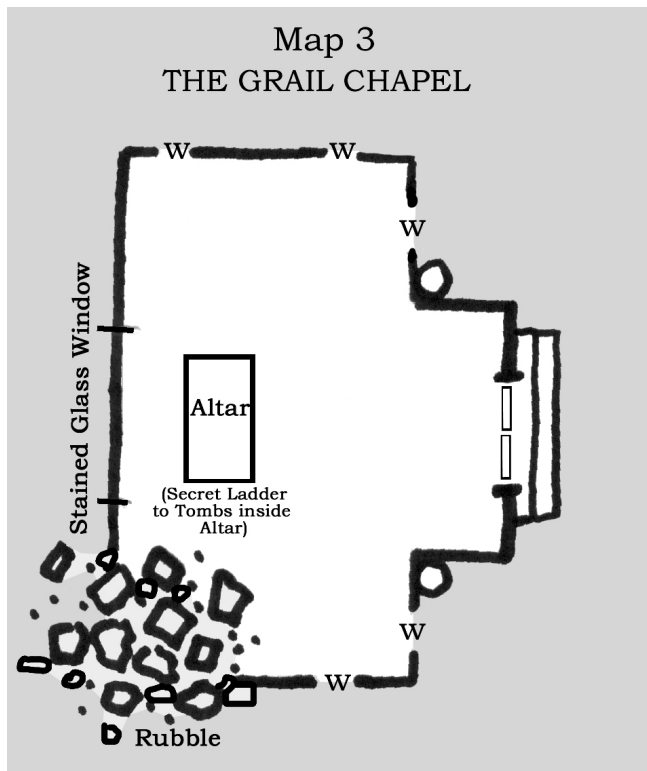 Map 3
THE GRAIL CHAPEL
W
W
W
Stained Glass Window
Altar
(Secret Ladder
to Tombs inside
Altar)
W
W
Rubble